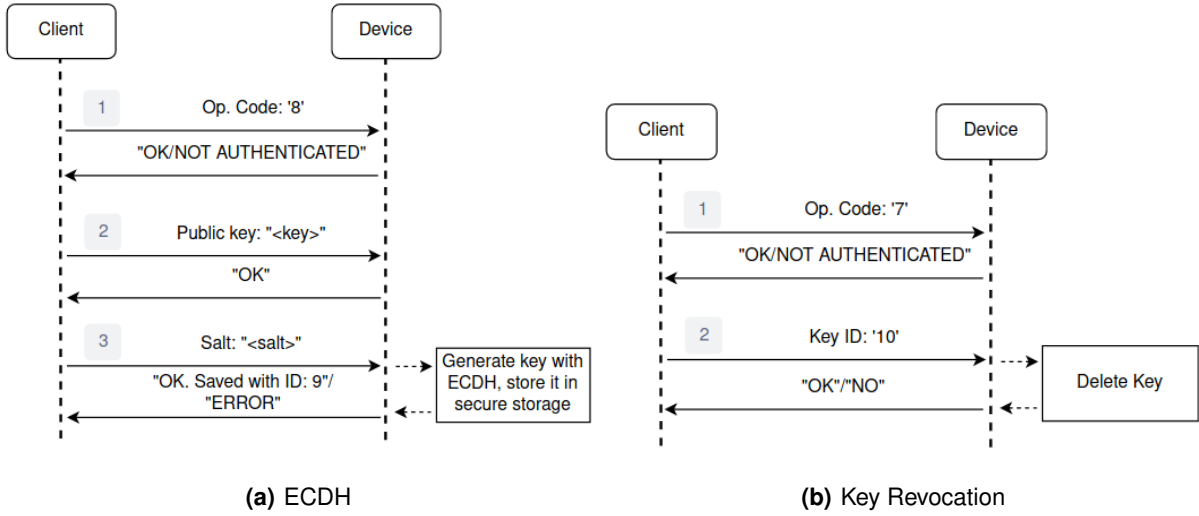 Client
Device
1
Op. Code: '8'
"OK/NOT AUTHENTICATED"
2
Public key: "<key>"
"OK"
3
Salt: "<salt>"
"OK. Saved with ID: 9"/
"ERROR"
Generate key with
ECDH, store it in
secure storage
(a) ECDH
Client
Device
1
Op. Code: '7'
"OK/NOT AUTHENTICATED"
2
Key ID: '10'
"OK"/"NO"
Delete Key
(b) Key Revocation